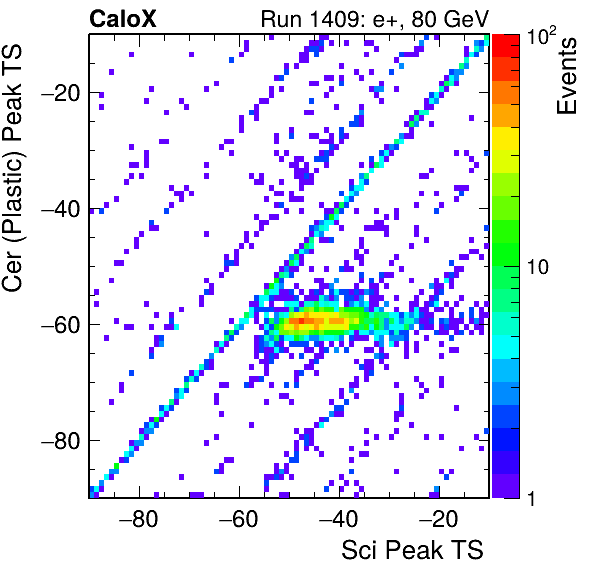 CaloX Run 1409: e+, 80 GeV
Cer (Plastic) Peak TS
−20
−40
−60
−80
−80 −60 −40 −20
Sci Peak TS
10²
10
1
Events